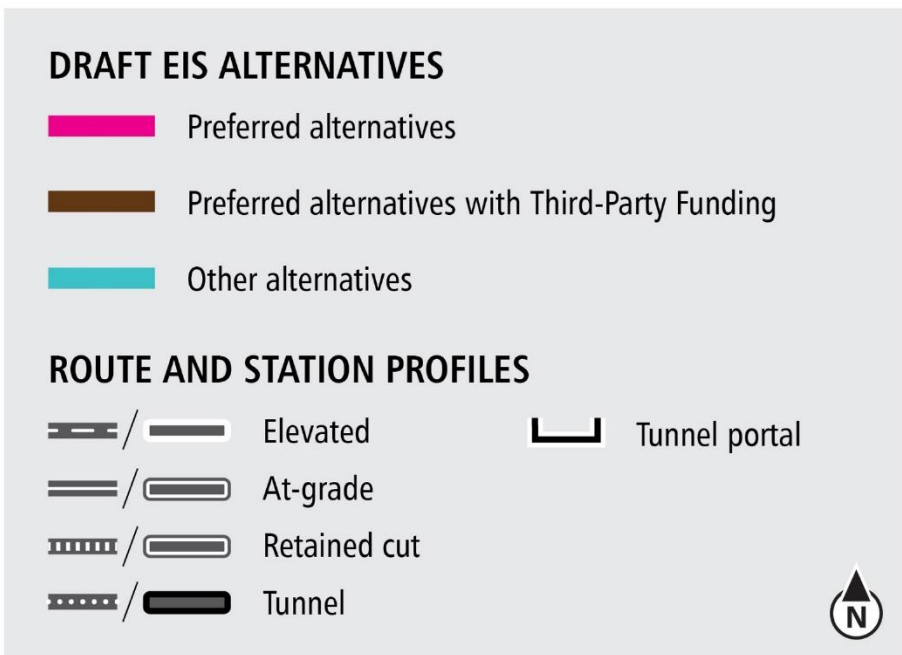 DRAFT EIS ALTERNATIVES
Preferred alternatives
Preferred alternatives with Third-Party Funding
Other alternatives
ROUTE AND STATION PROFILES
Elevated
Tunnel portal
At-grade
Retained cut
Tunnel
N